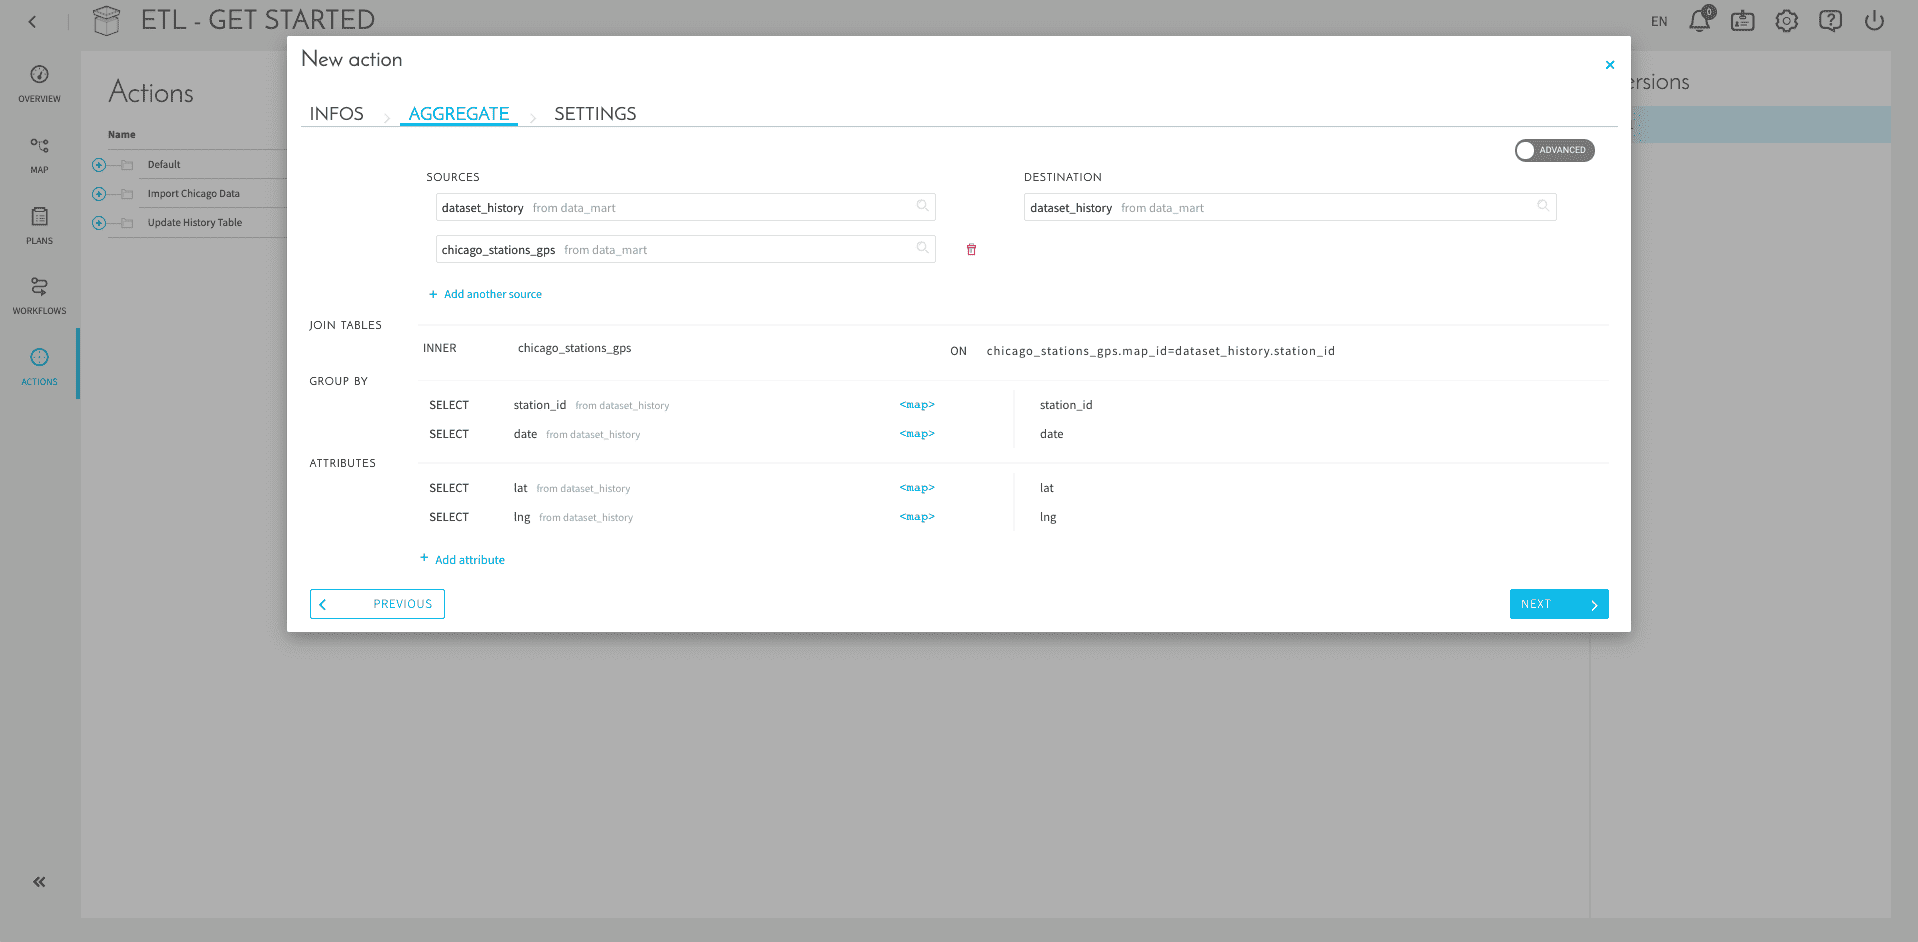 ETL - GET STARTED
EN
0
New action
OVERVIEW
MAP
PLANS
WORKFLOWS
ACTIONS
Actions
Name
Default
Import Chicago Data
Update History Table
ersions
INFOS
AGGREGATE
SETTINGS
ADVANCED
SOURCES
DESTINATION
dataset_history from data_mart
dataset_history from data_mart
chicago_stations_gps from data_mart
+ Add another source
JOIN TABLES
INNER chicago_stations_gps ON chicago_stations_gps.map_id=dataset_history.station_id
GROUP BY
SELECT station_id from dataset_history <map> station_id
SELECT date from dataset_history <map> date
ATTRIBUTES
SELECT lat from dataset_history <map> lat
SELECT lng from dataset_history <map> lng
+ Add attribute
PREVIOUS
NEXT